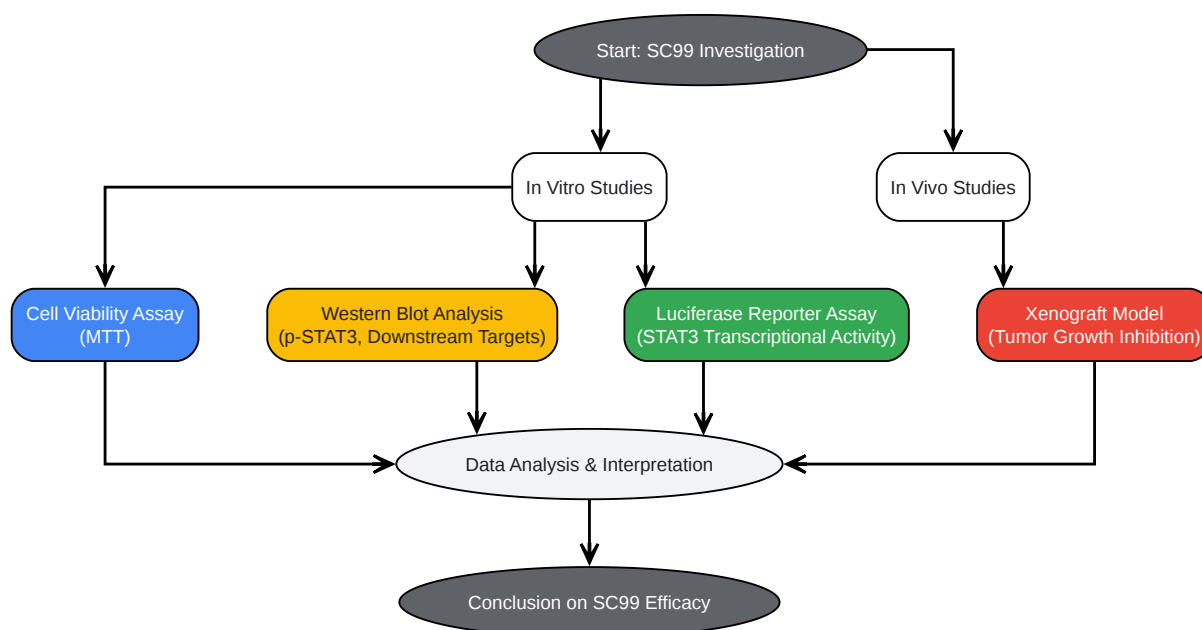 Start: SC99 Investigation
In Vitro Studies
In Vivo Studies
Cell Viability Assay
(MTT)
Western Blot Analysis
(p-STAT3, Downstream Targets)
Luciferase Reporter Assay
(STAT3 Transcriptional Activity)
Xenograft Model
(Tumor Growth Inhibition)
Data Analysis & Interpretation
Conclusion on SC99 Efficacy